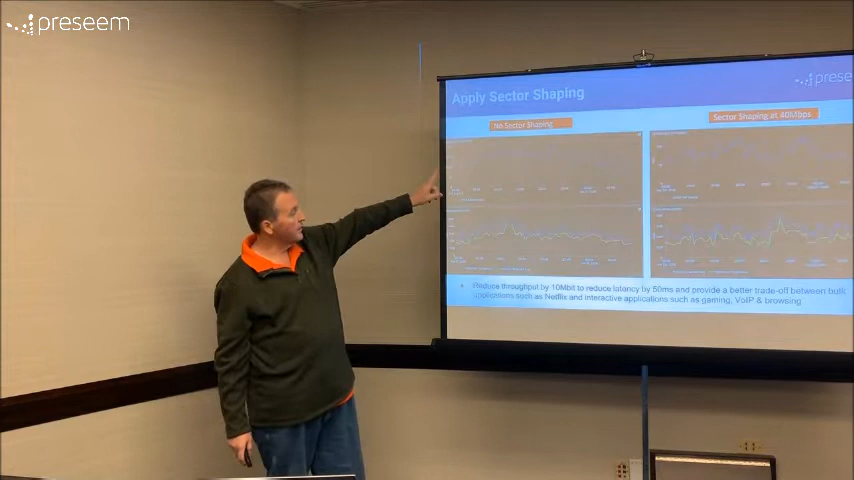 preseem
Apply Sector Shaping
prese
No Sector Shaping
Sector Shaping at 40Mbps
Reduce throughput by 10Mbit to reduce latency by 50ms and provide a better trade-off between bulk
applications such as Netflix and interactive applications such as gaming, VoIP & browsing